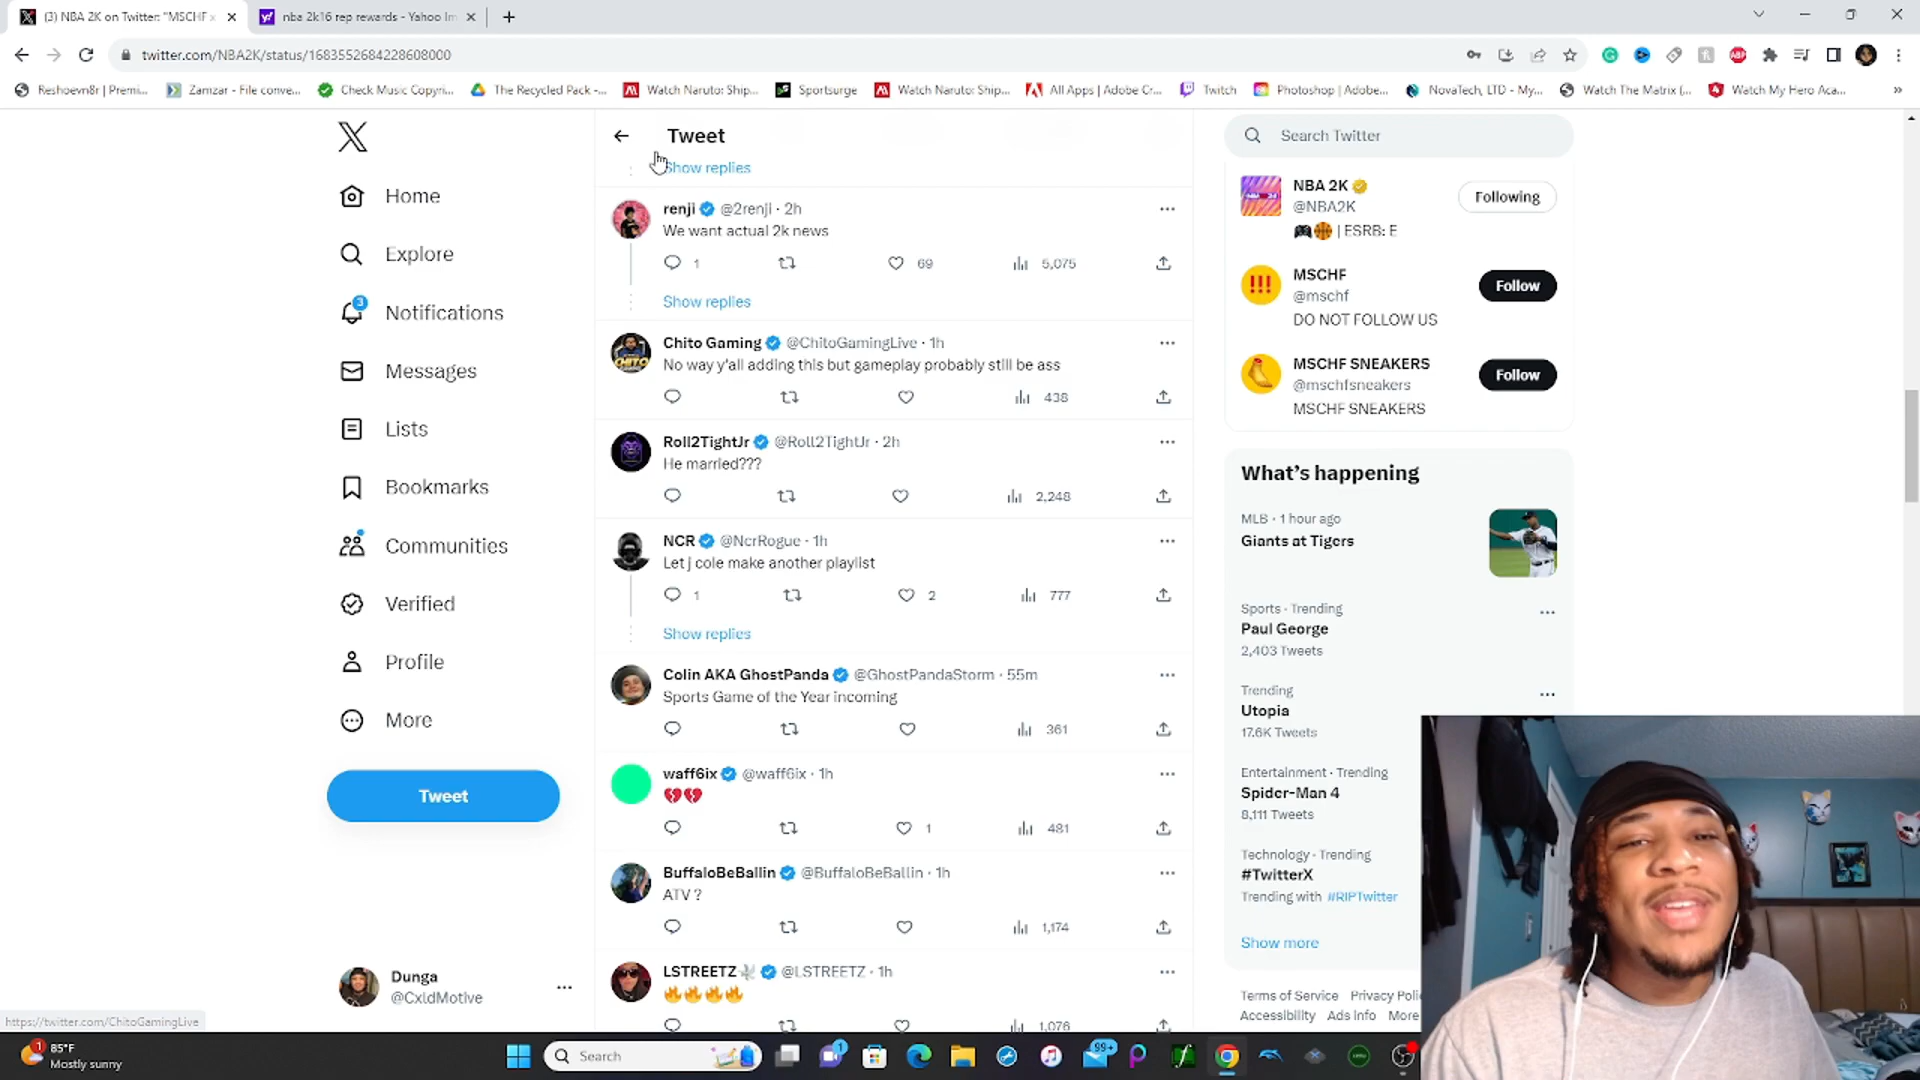 (3) NBA 2K on Twitter: "MSCHF x
nba 2k16 rep rewards - Yahoo Im
twitter.com/NBA2K/status/1683552684228608000
Reshoevn8r | Premi...
Zamzar - File conve...
Check Music Copyri...
The Recycled Pack -...
Watch Naruto: Ship...
Sportsurge
Watch Naruto: Ship...
All Apps | Adobe Cr...
Twitch
Photoshop | Adobe...
NovaTech, LTD - My...
Watch The Matrix (...
Watch My Hero Aca...
Home
Explore
3
Notifications
Messages
Lists
Bookmarks
Communities
Verified
Profile
More
Tweet
Dunga
@CxldMotive
https://twitter.com/ChitoGamingLive
Tweet
Show replies
renji @2renji · 2h
We want actual 2k news
1 69 5,075
Show replies
Chito Gaming @ChitoGamingLive · 1h
No way y'all adding this but gameplay probably still be ass
438
Roll2TightJr @Roll2TightJr · 2h
He married???
2,248
NCR @NcrRogue · 1h
Let j cole make another playlist
1 2 777
Show replies
Colin AKA GhostPanda @GhostPandaStorm · 55m
Sports Game of the Year incoming
361
waff6ix @waff6ix · 1h
💔💔
1 481
BuffaloBeBallin @BuffaloBeBallin · 1h
ATV ?
1,174
LSTREETZ🕊️ @LSTREETZ · 1h
🔥🔥🔥🔥
1,076
Search Twitter
NBA 2K
@NBA2K
🎮🏀 | ESRB: E
Following
MSCHF
@mschf
DO NOT FOLLOW US
Follow
MSCHF SNEAKERS
@mschfsneakers
MSCHF SNEAKERS
Follow
What's happening
MLB · 1 hour ago
Giants at Tigers
Sports · Trending
Paul George
2,403 Tweets
Trending
Utopia
17.6K Tweets
Entertainment · Trending
Spider-Man 4
8,111 Tweets
Technology · Trending
#TwitterX
Trending with #RIPTwitter
Show more
Terms of Service Privacy Poli
Accessibility Ads info More
1
85°F
Mostly sunny
Search
1
99+